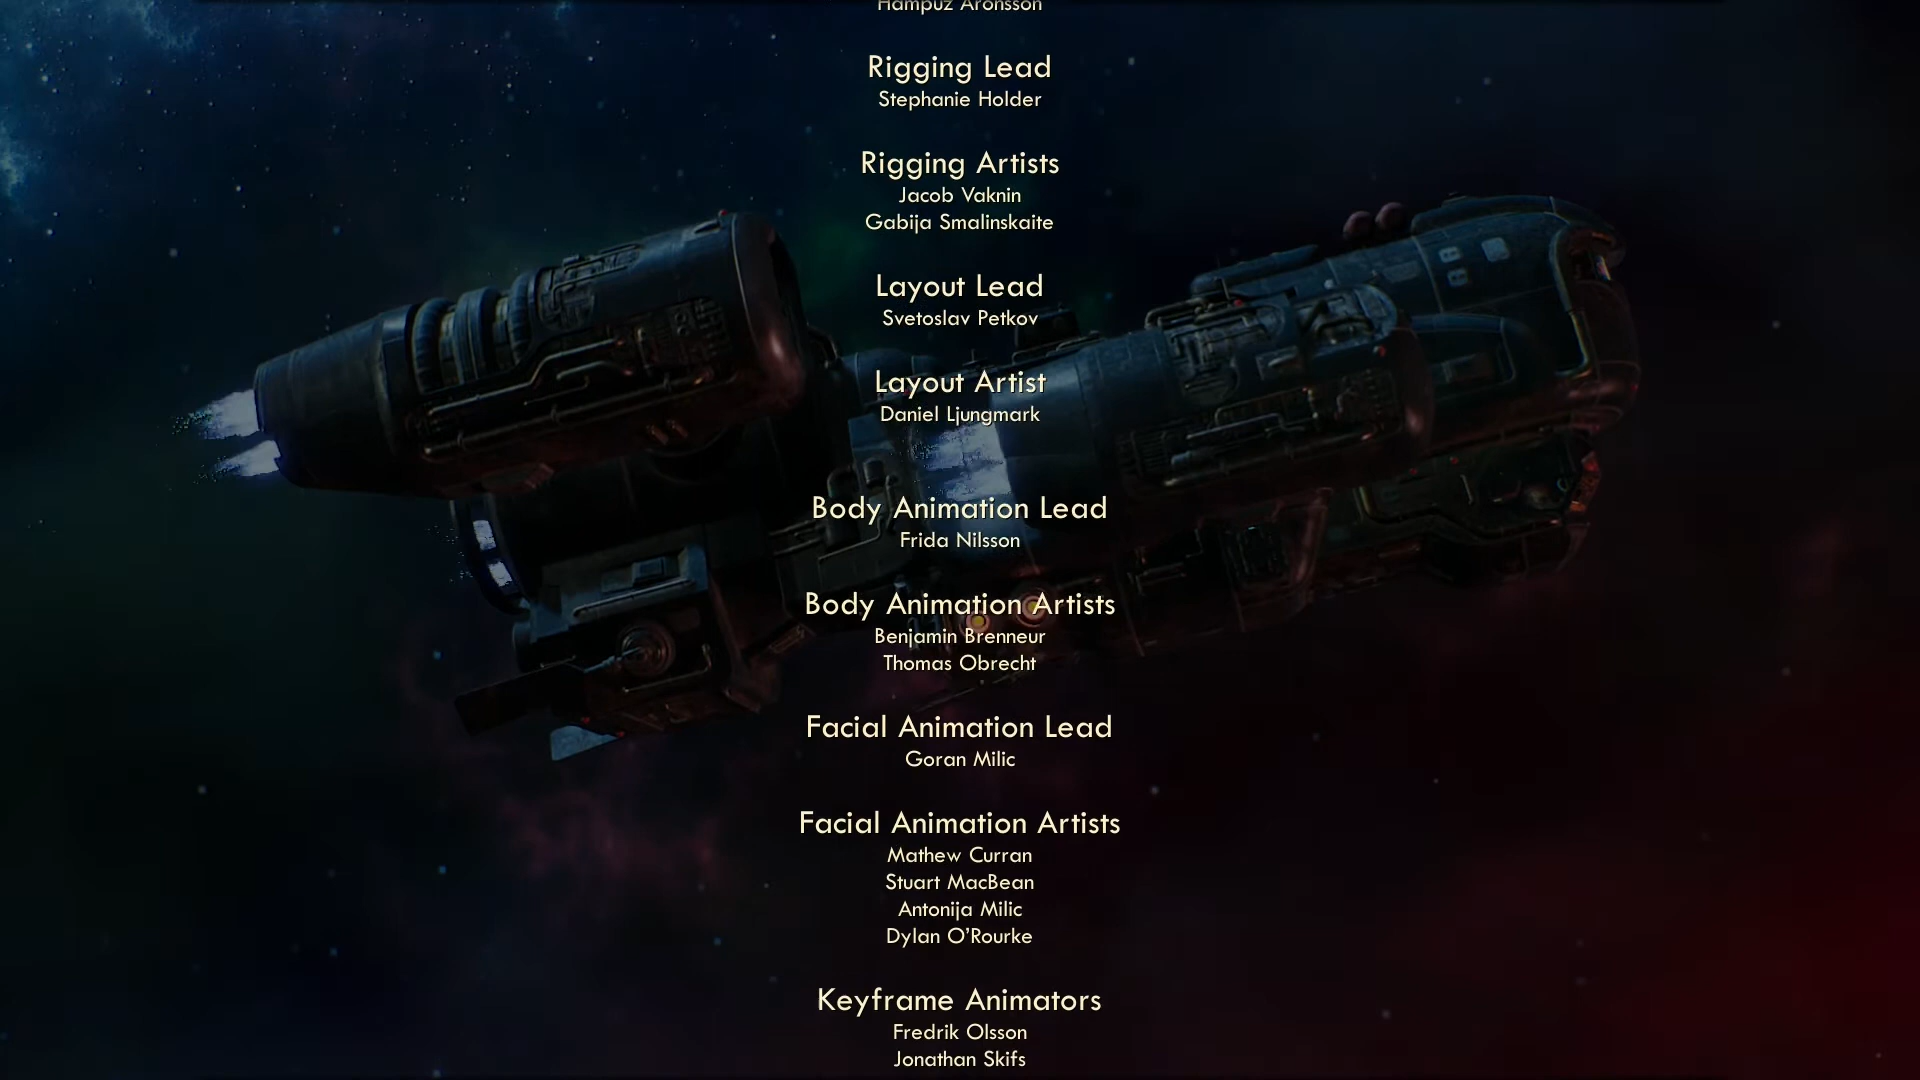 Hampuz Aronsson
Rigging Lead
Stephanie Holder
Rigging Artists
Jacob Vaknin
Gabija Smalinskaite
Layout Lead
Svetoslav Petkov
Layout Artist
Daniel Ljungmark
Body Animation Lead
Frida Nilsson
Body Animation Artists
Benjamin Brenneur
Thomas Obrecht
Facial Animation Lead
Goran Milic
Facial Animation Artists
Mathew Curran
Stuart MacBean
Antonija Milic
Dylan O’Rourke
Keyframe Animators
Fredrik Olsson
Jonathan Skifs